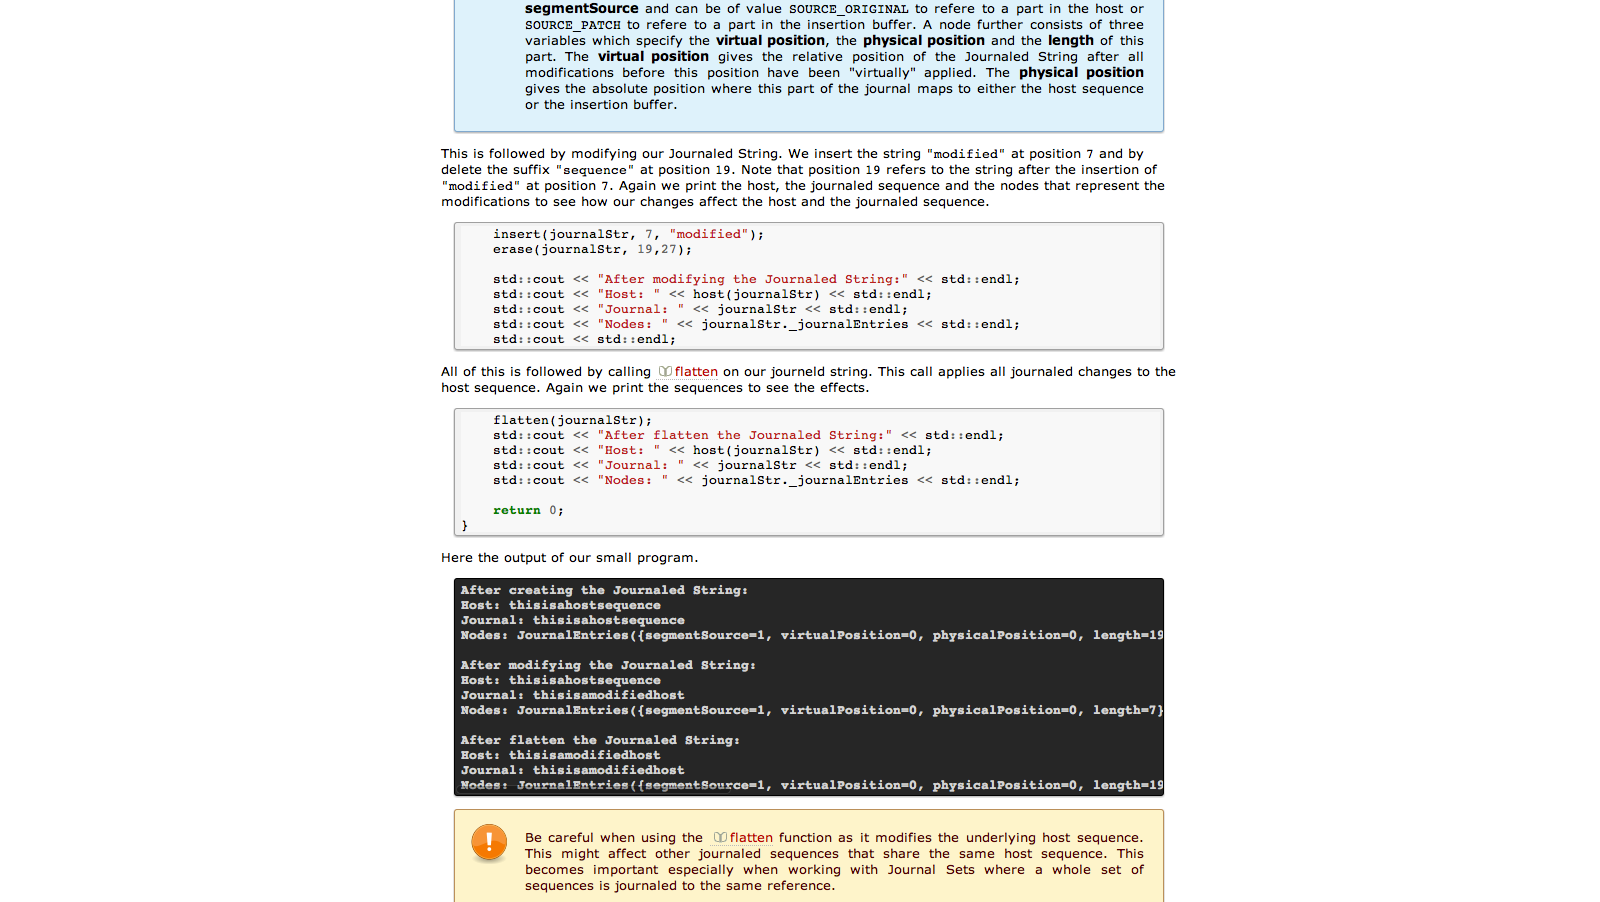 segmentSource and can be of value SOURCE_ORIGINAL to refere to a part in the host or
SOURCE_PATCH to refere to a part in the insertion buffer. A node further consists of three
variables which specify the virtual position, the physical position and the length of this
part. The virtual position gives the relative position of the Journaled String after all
modifications before this position have been "virtually" applied. The physical position
gives the absolute position where this part of the journal maps to either the host sequence
or the insertion buffer.
This is followed by modifying our Journaled String. We insert the string "modified" at position 7 and by
delete the suffix "sequence" at position 19. Note that position 19 refers to the string after the insertion of
"modified" at position 7. Again we print the host, the journaled sequence and the nodes that represent the
modifications to see how our changes affect the host and the journaled sequence.
insert(journalStr, 7, "modified");
erase(journalStr, 19,27);
std::cout << "After modifying the Journaled String:" << std::endl;
std::cout << "Host: " << host(journalStr) << std::endl;
std::cout << "Journal: " << journalStr << std::endl;
std::cout << "Nodes: " << journalStr._journalEntries << std::endl;
std::cout << std::endl;
All of this is followed by calling flatten on our journeld string. This call applies all journaled changes to the
host sequence. Again we print the sequences to see the effects.
flatten(journalStr);
std::cout << "After flatten the Journaled String:" << std::endl;
std::cout << "Host: " << host(journalStr) << std::endl;
std::cout << "Journal: " << journalStr << std::endl;
std::cout << "Nodes: " << journalStr._journalEntries << std::endl;
return 0;
}
Here the output of our small program.
After creating the Journaled String:
Host: thisisahostsequence
Journal: thisisahostsequence
Nodes: JournalEntries({segmentSource=1, virtualPosition=0, physicalPosition=0, length=19
After modifying the Journaled String:
Host: thisisahostsequence
Journal: thisisamodifiedhost
Nodes: JournalEntries({segmentSource=1, virtualPosition=0, physicalPosition=0, length=7}
After flatten the Journaled String:
Host: thisisamodifiedhost
Journal: thisisamodifiedhost
Nodes: JournalEntries({segmentSource=1, virtualPosition=0, physicalPosition=0, length=19
Be careful when using the flatten function as it modifies the underlying host sequence.
This might affect other journaled sequences that share the same host sequence. This
becomes important especially when working with Journal Sets where a whole set of
sequences is journaled to the same reference.